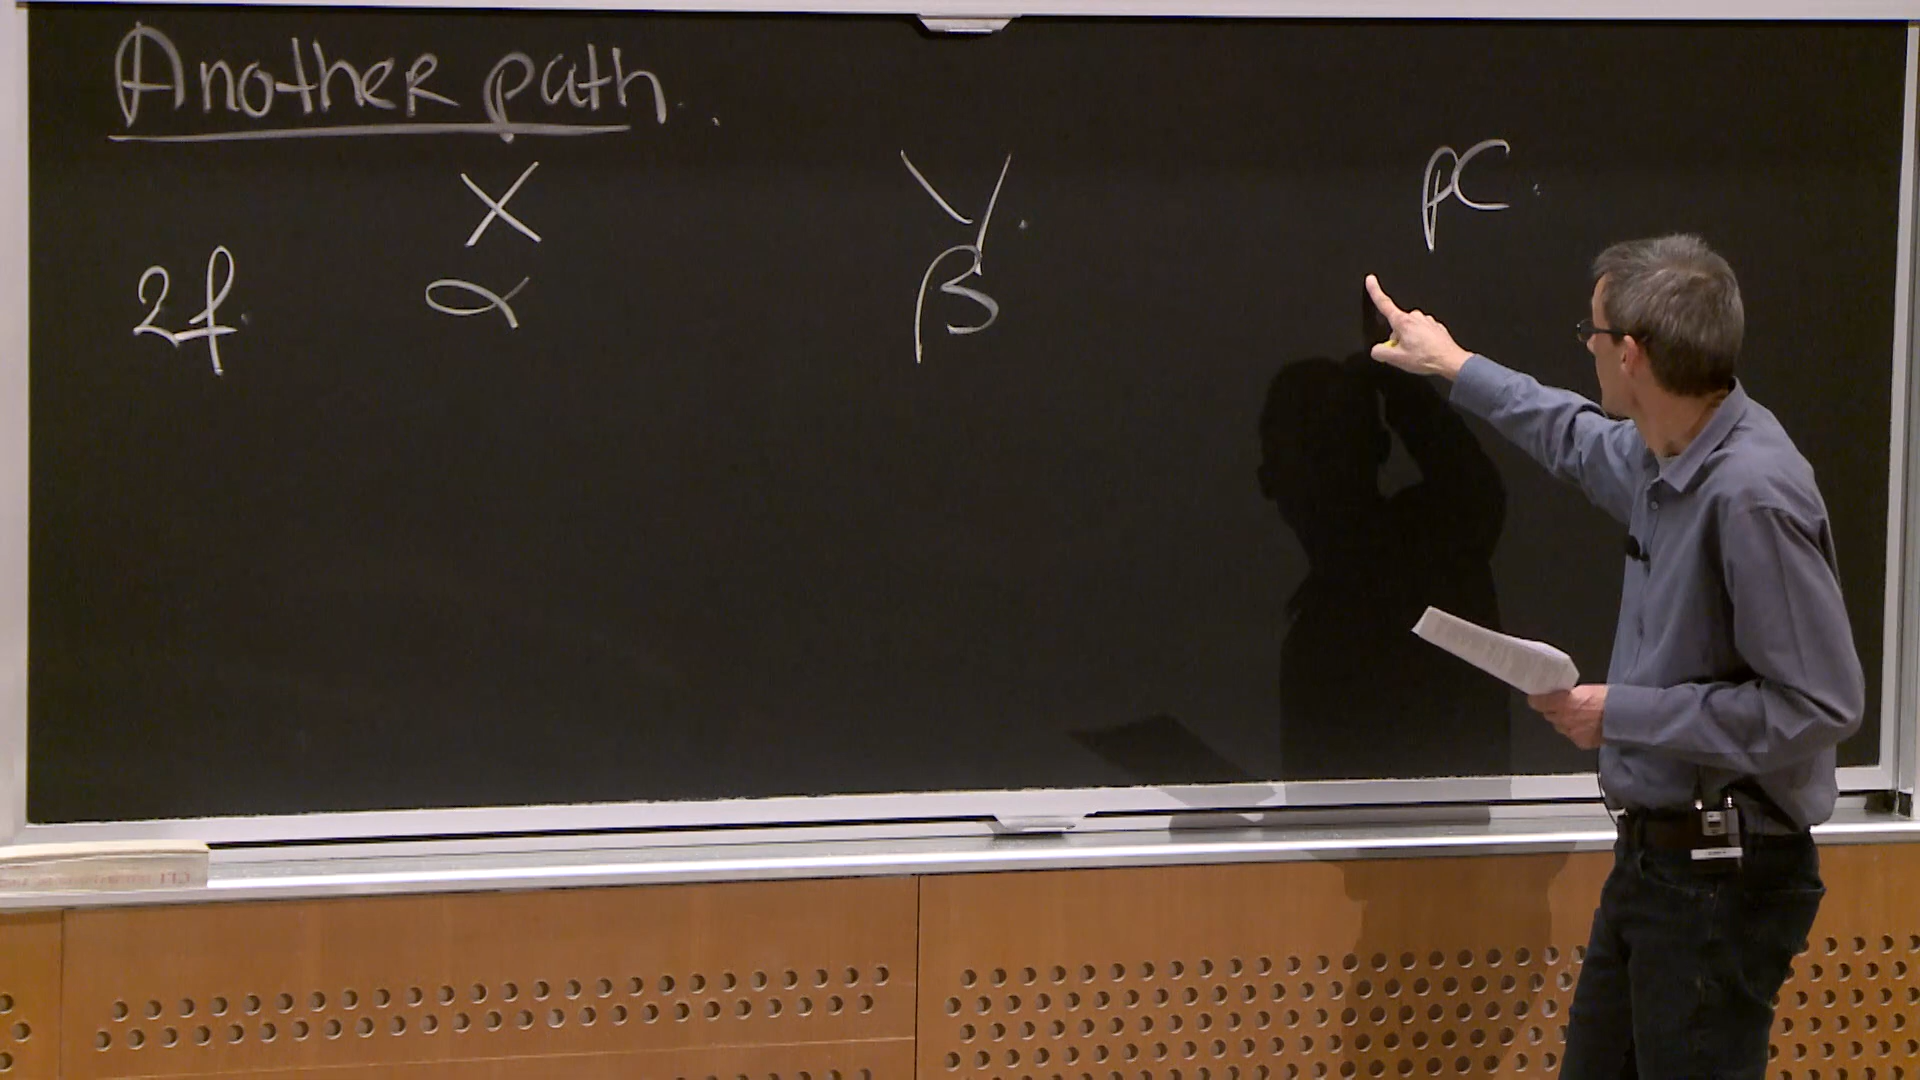 Another path.
X Y. pC.
2f. α β